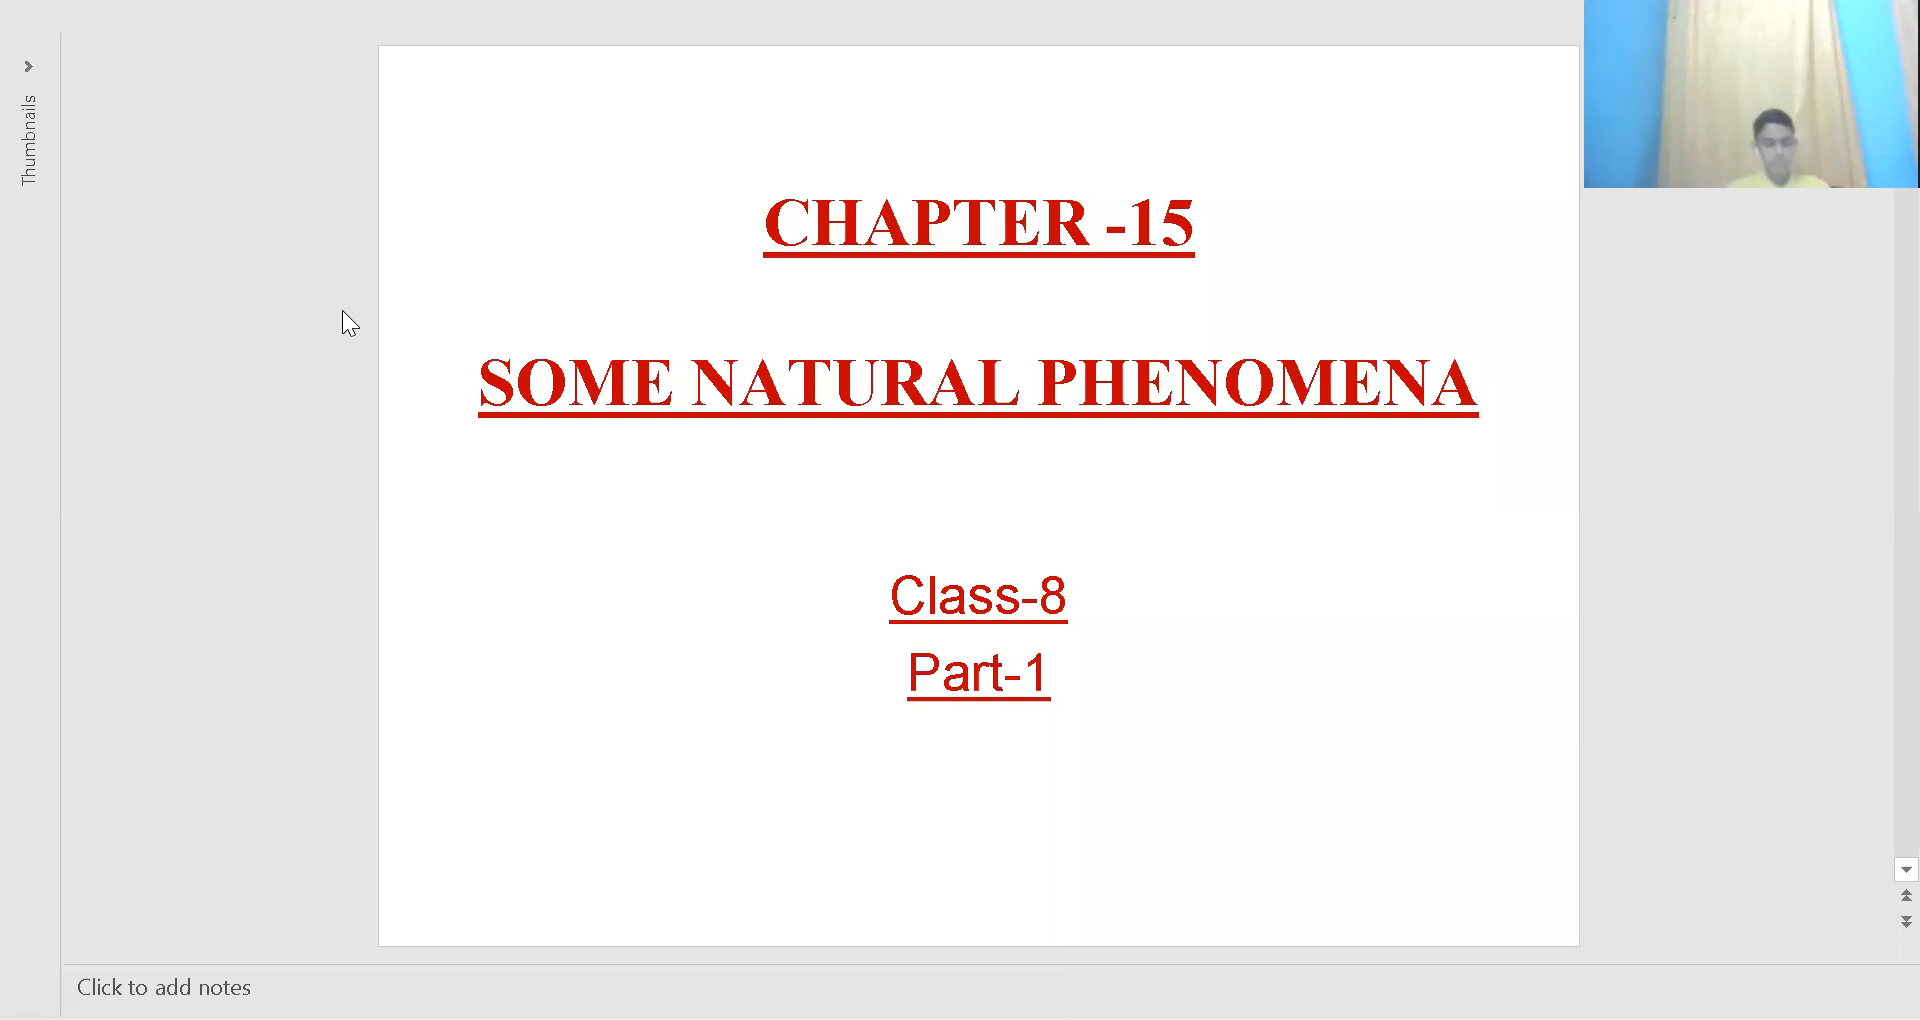 Thumbnails
CHAPTER -15
SOME NATURAL PHENOMENA
Class-8
Part-1
Click to add notes